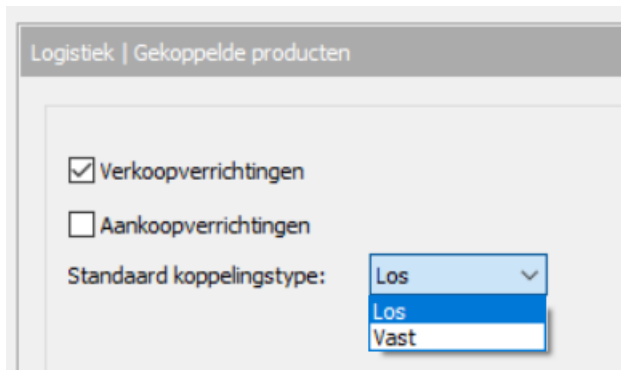 Logistiek | Gekoppelde producten
Verkoopverrichtingen
Aankoopverrichtingen
Standaard koppelingstype: Los
Los
Vast